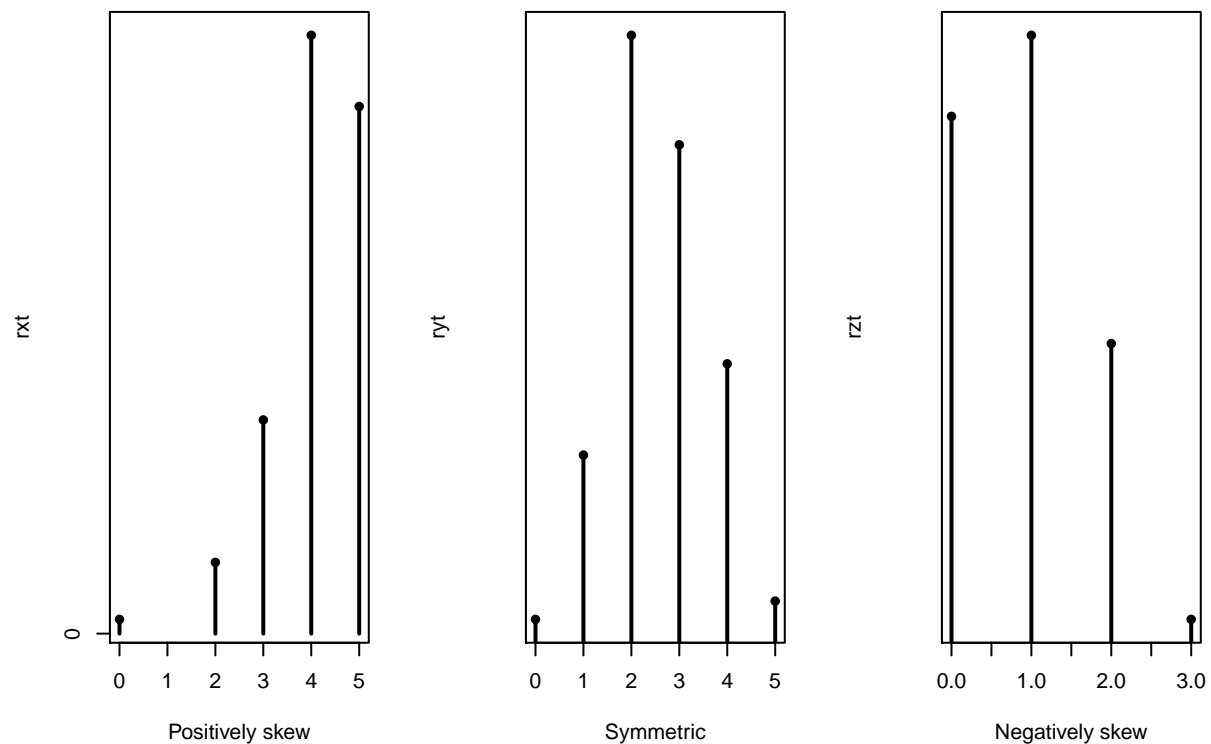 rxt
0
0 1 2 3 4 5
Positively skew
ryt
0 1 2 3 4 5
Symmetric
rzt
0.0 1.0 2.0 3.0
Negatively skew